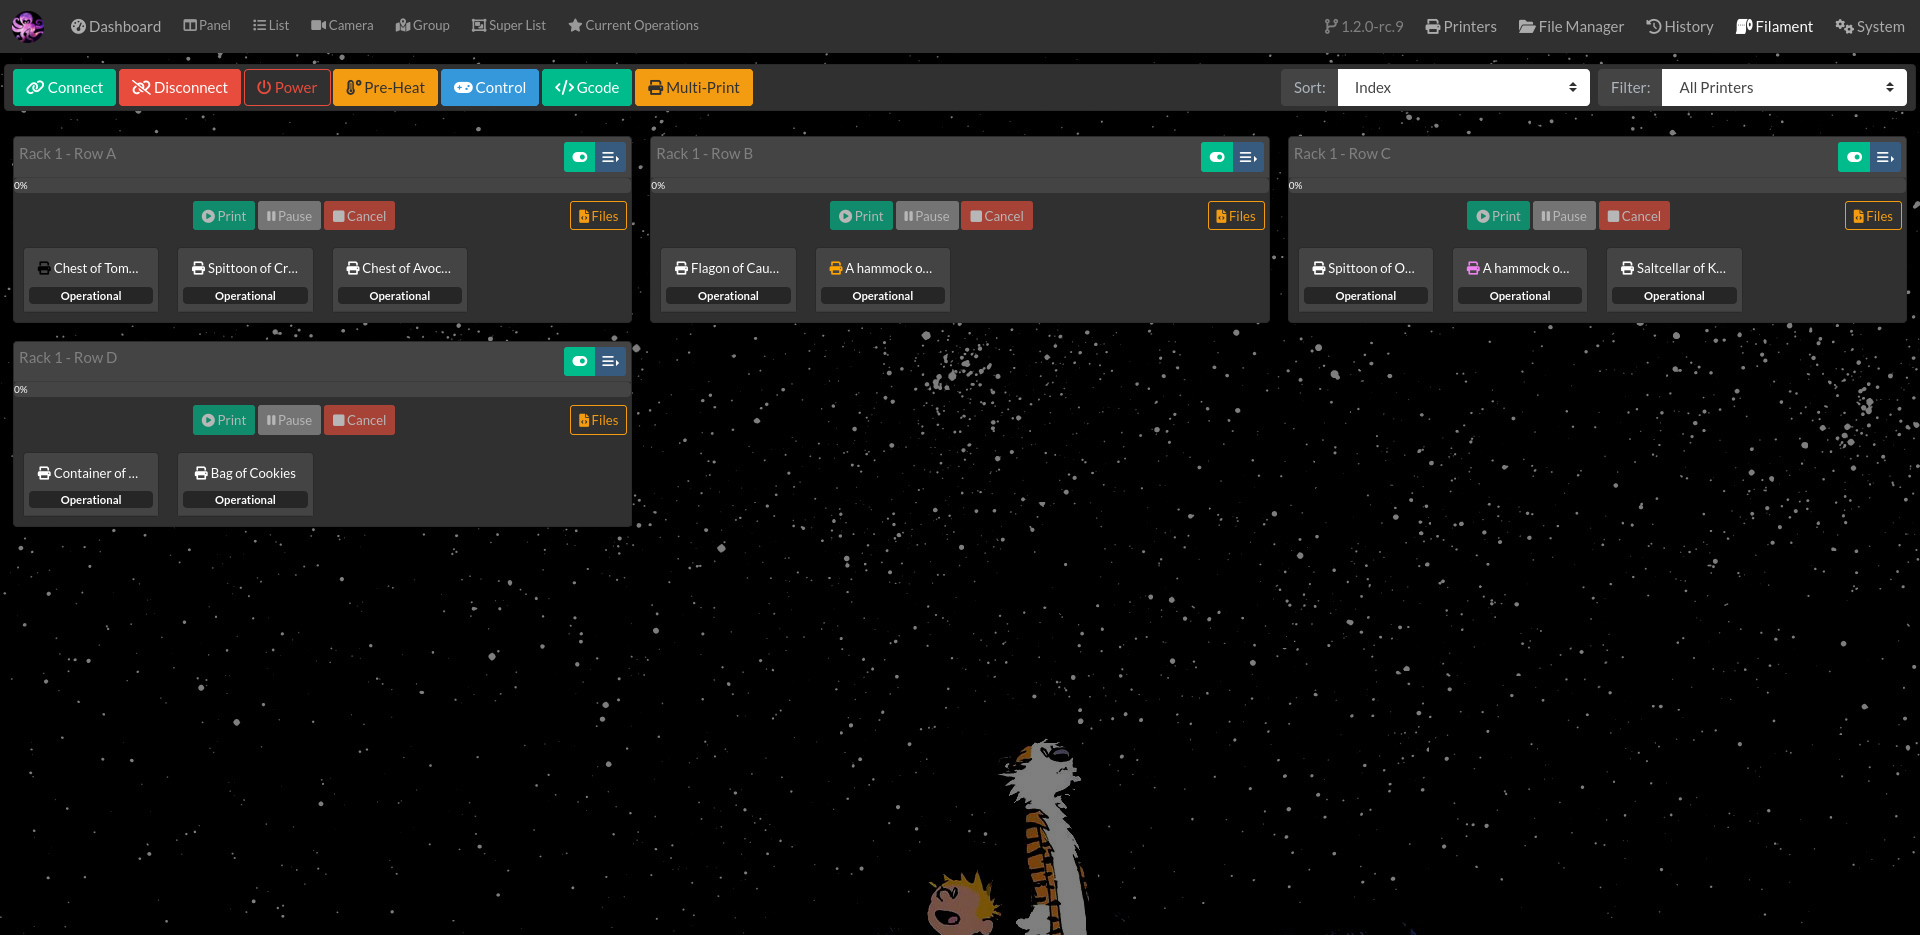 Dashboard Panel List Camera Group Super List Current Operations 1.2.0-rc.9 Printers File Manager History Filament System
Connect Disconnect Power Pre-Heat Control Gcode Multi-Print Sort: Index Filter: All Printers
Rack 1 - Row A
0%
Print Pause Cancel Files
Chest of Tom... Spittoon of Cr... Chest of Avoc...
Operational Operational Operational
Rack 1 - Row B
0%
Print Pause Cancel Files
Flagon of Cau... A hammock o...
Operational Operational
Rack 1 - Row C
0%
Print Pause Cancel Files
Spittoon of O... A hammock o... Saltcellar of K...
Operational Operational Operational
Rack 1 - Row D
0%
Print Pause Cancel Files
Container of ... Bag of Cookies
Operational Operational